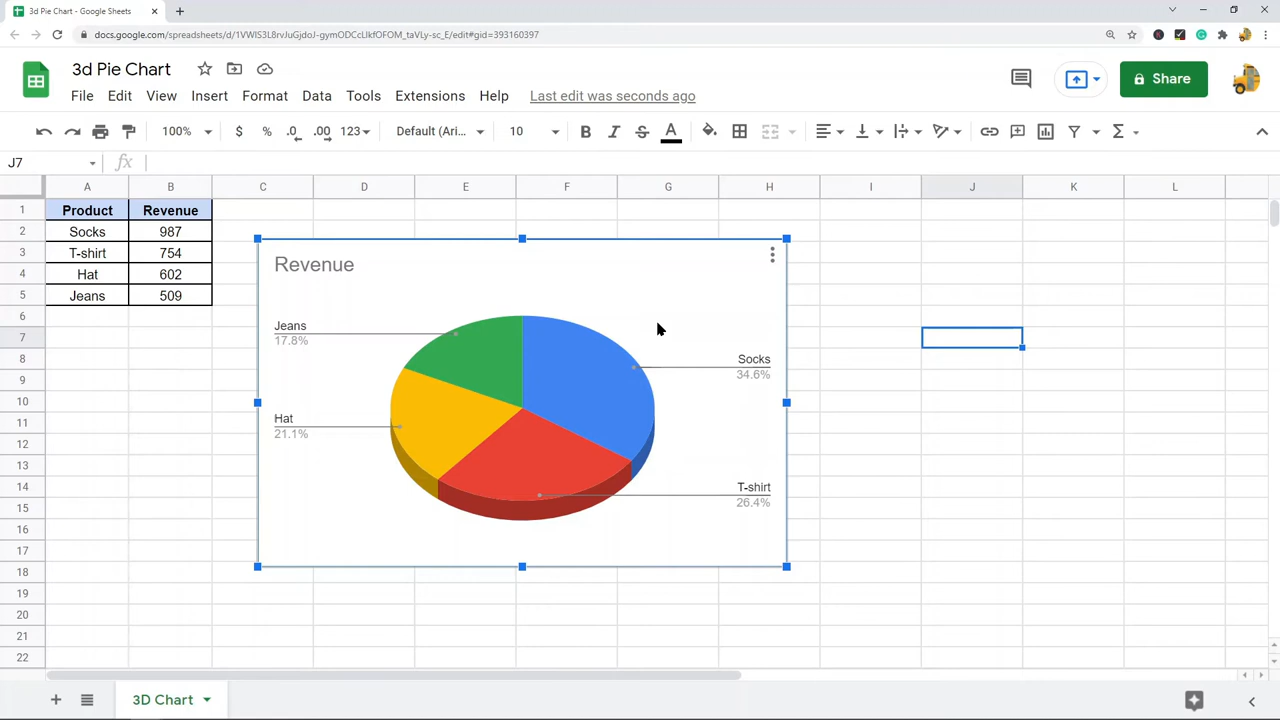 3d Pie Chart - Google Sheets
docs.google.com/spreadsheets/d/1VWIS3L8rvJuGjdoJ-gymODCcLlkfOFOM_taVLy-sc_E/edit#gid=393160397
3d Pie Chart
File Edit View Insert Format Data Tools Extensions Help Last edit was seconds ago
Share
100% $ % .0 .00 123 Default (Ari... 10 B I S A Σ
J7 fx
A B C D E F G H I J K L
1 Product Revenue
2 Socks 987
3 T-shirt 754
4 Hat 602
5 Jeans 509
6
7
8
9
10
11
12
13
14
15
16
17
18
19
20
21
22
Revenue
Jeans
17.8%
Socks
34.6%
Hat
21.1%
T-shirt
26.4%
3D Chart